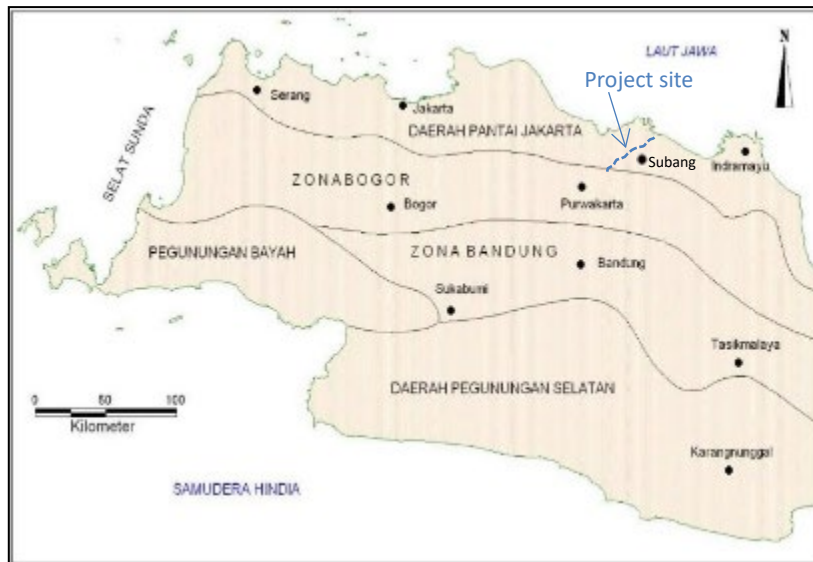 N
LAUT JAWA
Project site
Serang
Jakarta
DAERAH PANTAI JAKARTA
SELAT SUNDA
Subang
Indramayu
ZONABOGOR
Purwakarta
Bogor
PEGUNUNGAN BAYAH
ZONA BANDUNG
Bandung
Sukabumi
Tasikmalaya
DAERAH PEGUNUNGAN SELATAN
0 50 100
Kilometer
Karangnunggal
SAMUDERA HINDIA